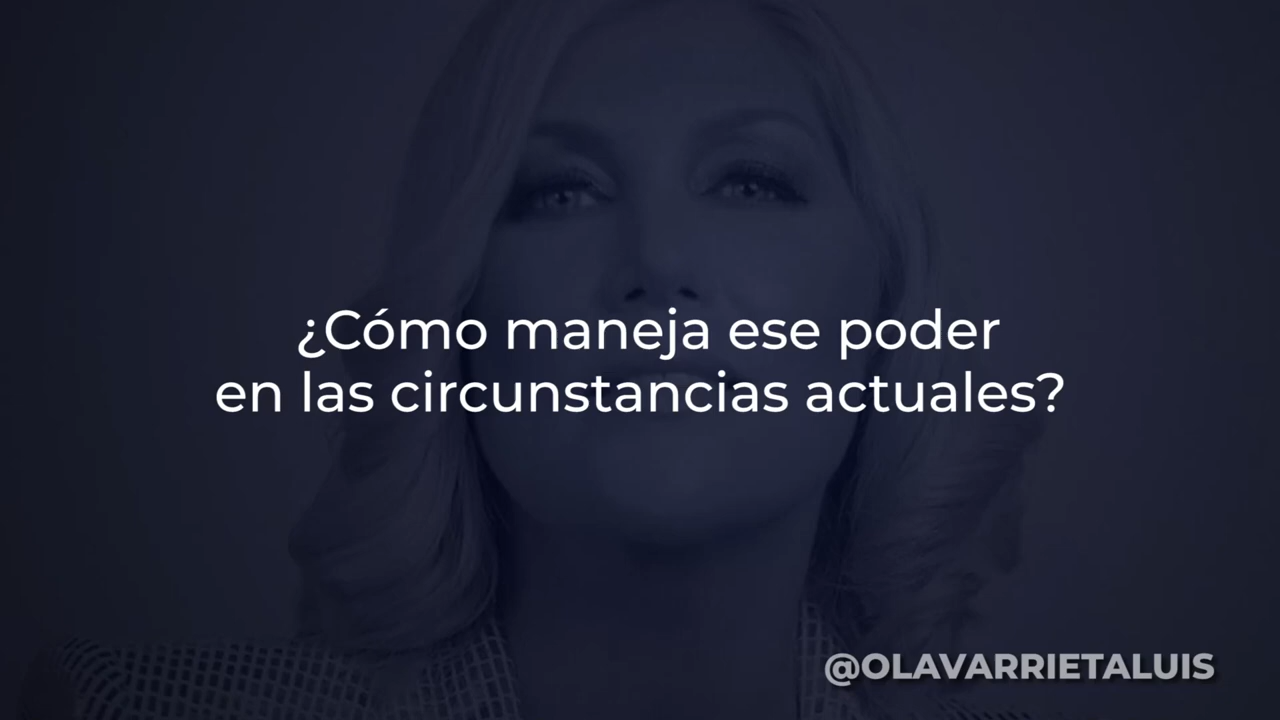 ¿Cómo maneja ese poder
en las circunstancias actuales?
@OLAVARRIETALUIS